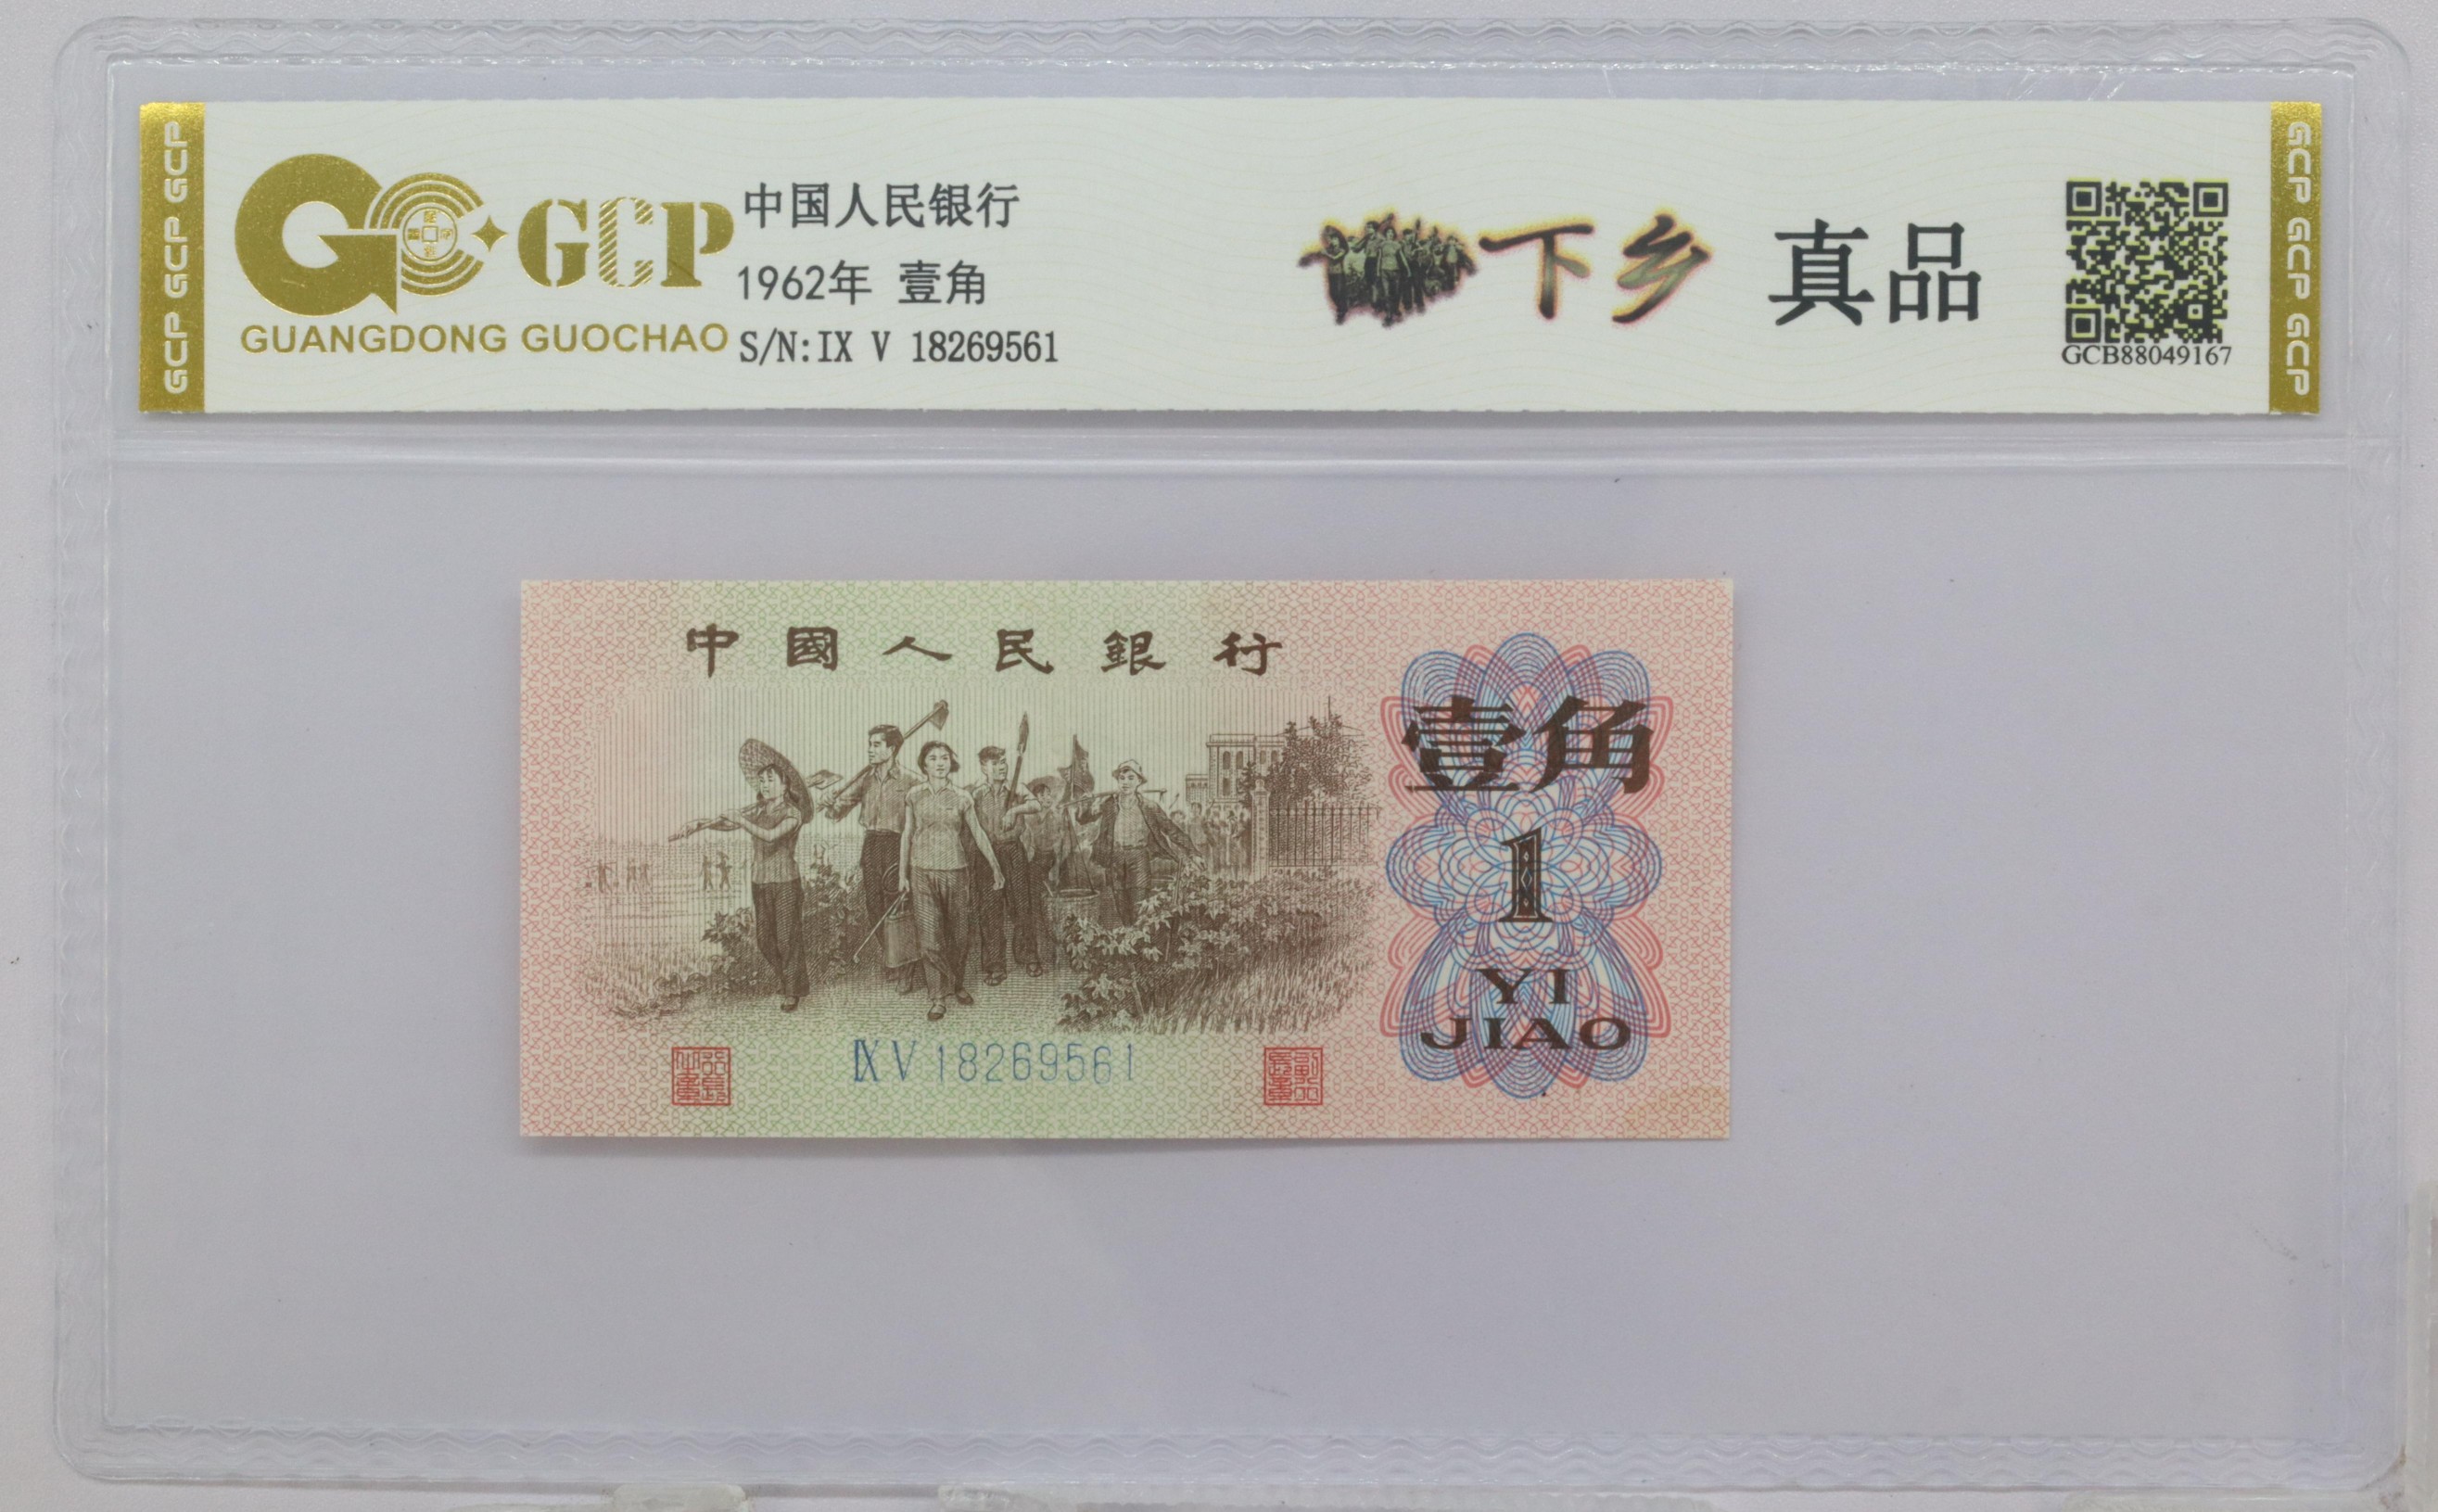 GCP GCP GCP
GCP
GUANGDONG GUOCHAO
中国人民银行
1962年 壹角
S/N:IX V 18269561
下乡 真品
GCB88049167
GCP GCP GCP
中國人民銀行
壹角
1
YI
JIAO
IX V 18269561